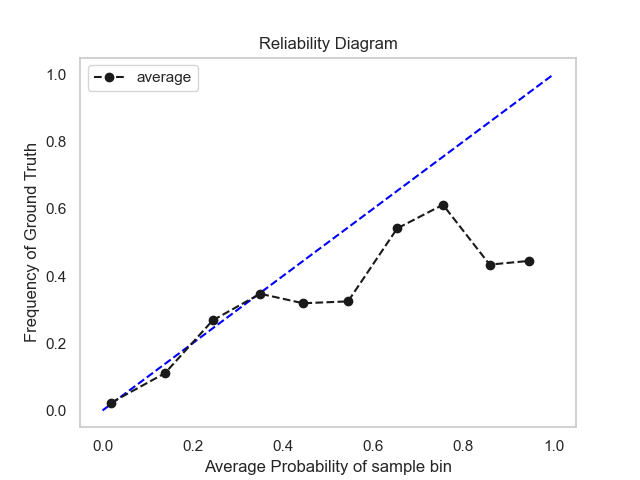 Reliability Diagram
average
1.0
0.8
0.6
0.4
0.2
0.0
Frequency of Ground Truth
0.0 0.2 0.4 0.6 0.8 1.0
Average Probability of sample bin